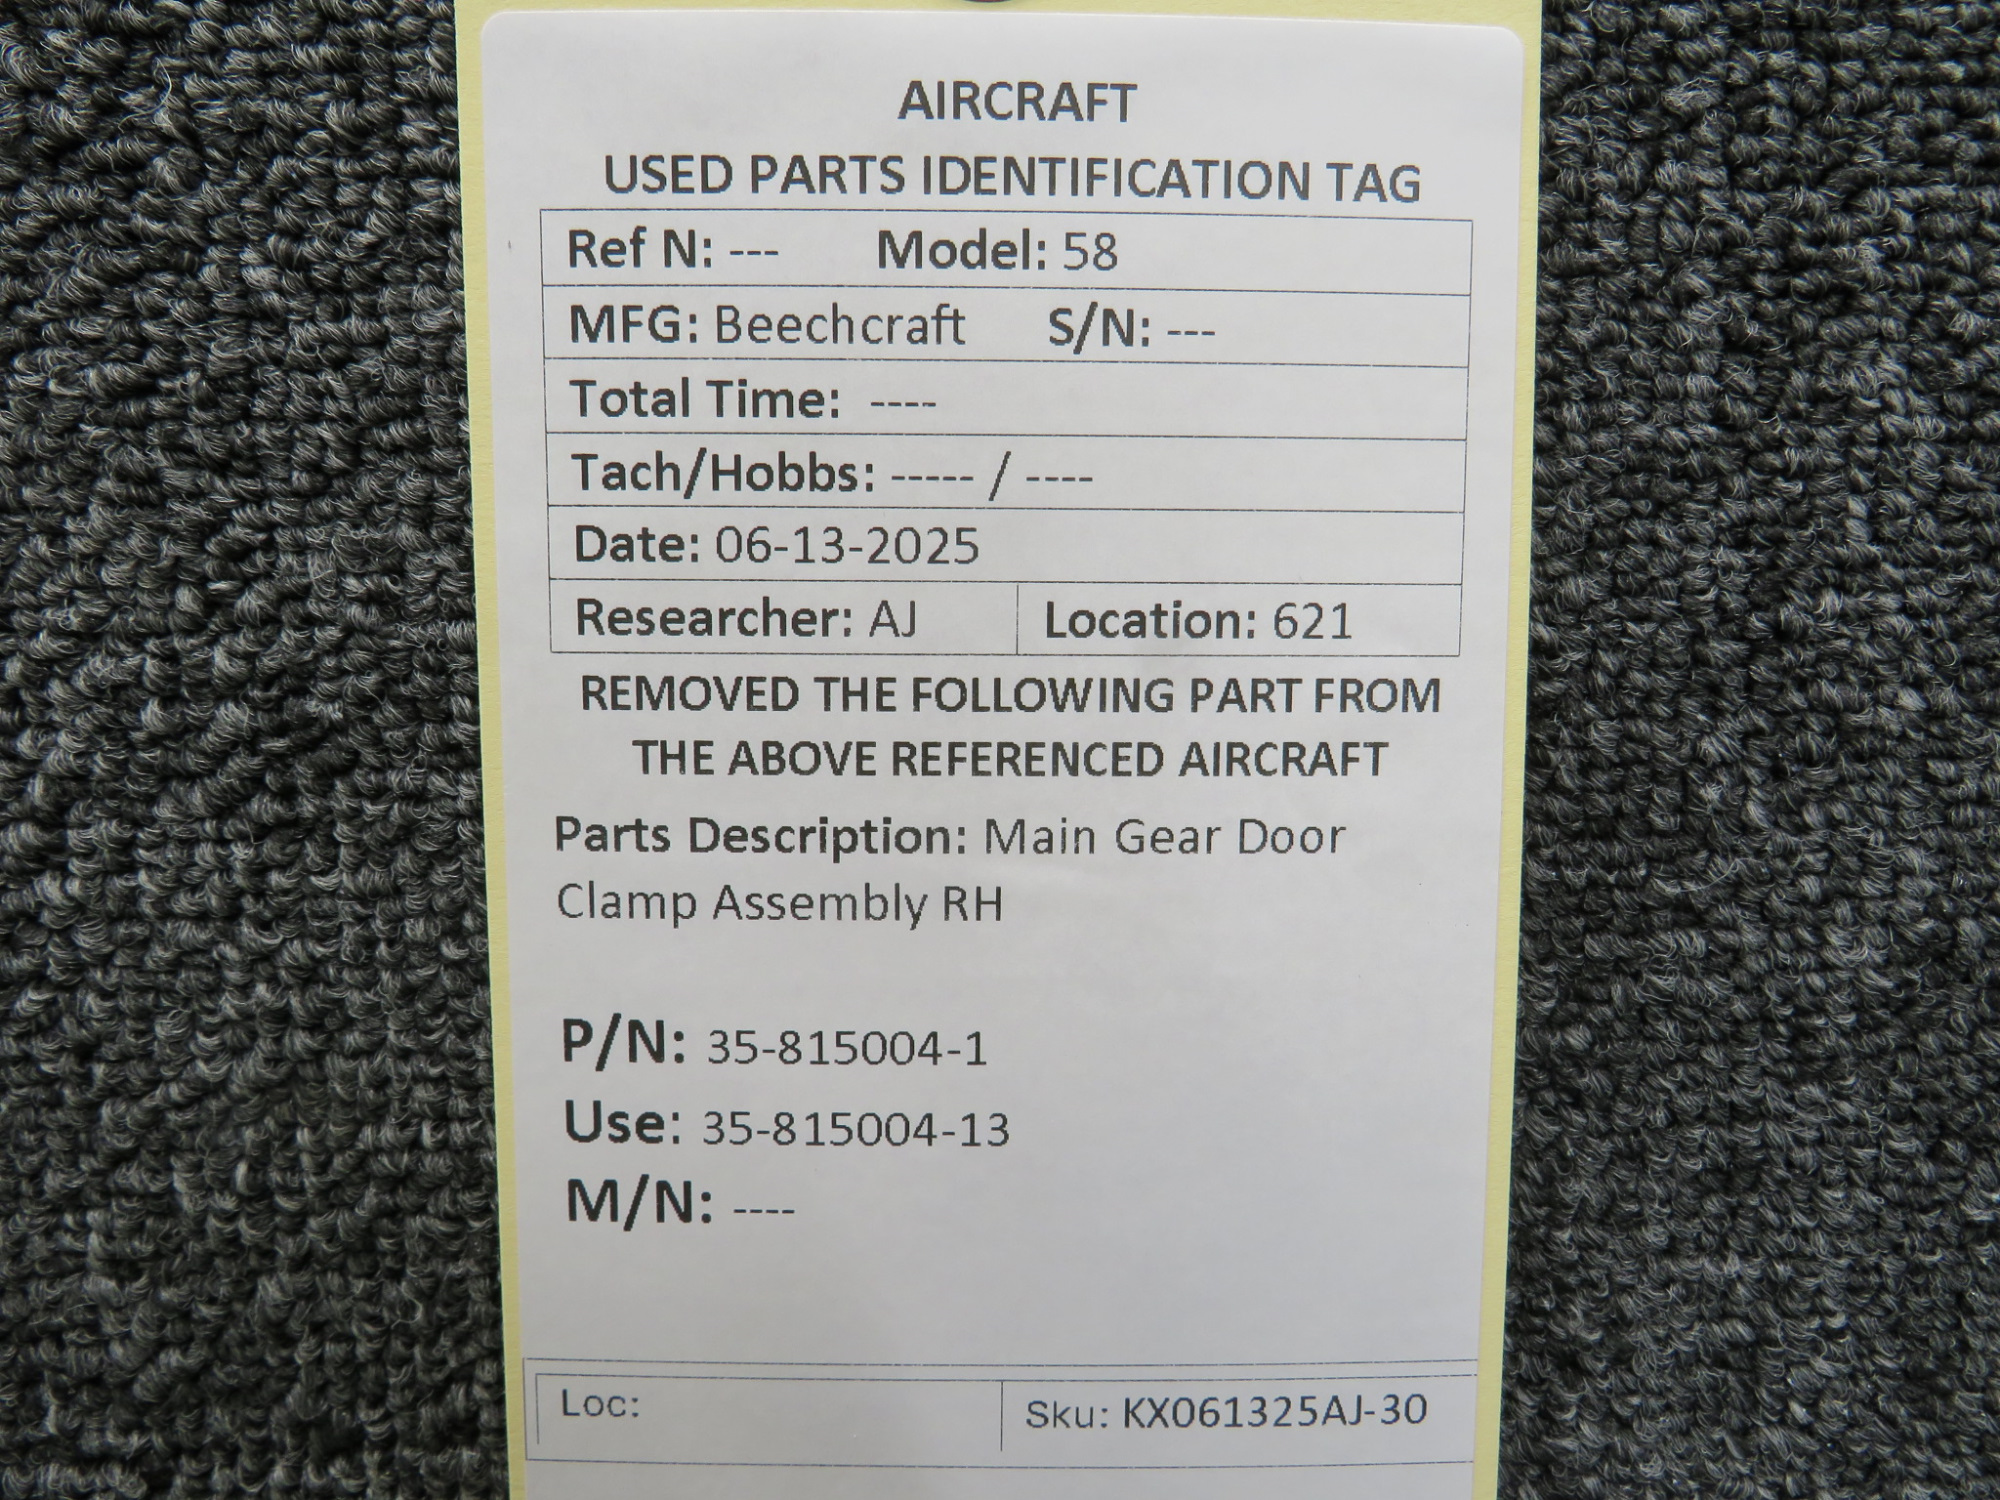 AIRCRAFT
USED PARTS IDENTIFICATION TAG
Ref N: --- Model: 58
MFG: Beechcraft S/N: ---
Total Time: ----
Tach/Hobbs: ----- / ----
Date: 06-13-2025
Researcher: AJ Location: 621
REMOVED THE FOLLOWING PART FROM
THE ABOVE REFERENCED AIRCRAFT
Parts Description: Main Gear Door
Clamp Assembly RH
P/N: 35-815004-1
Use: 35-815004-13
M/N: ----
Loc: Sku: KX061325AJ-30